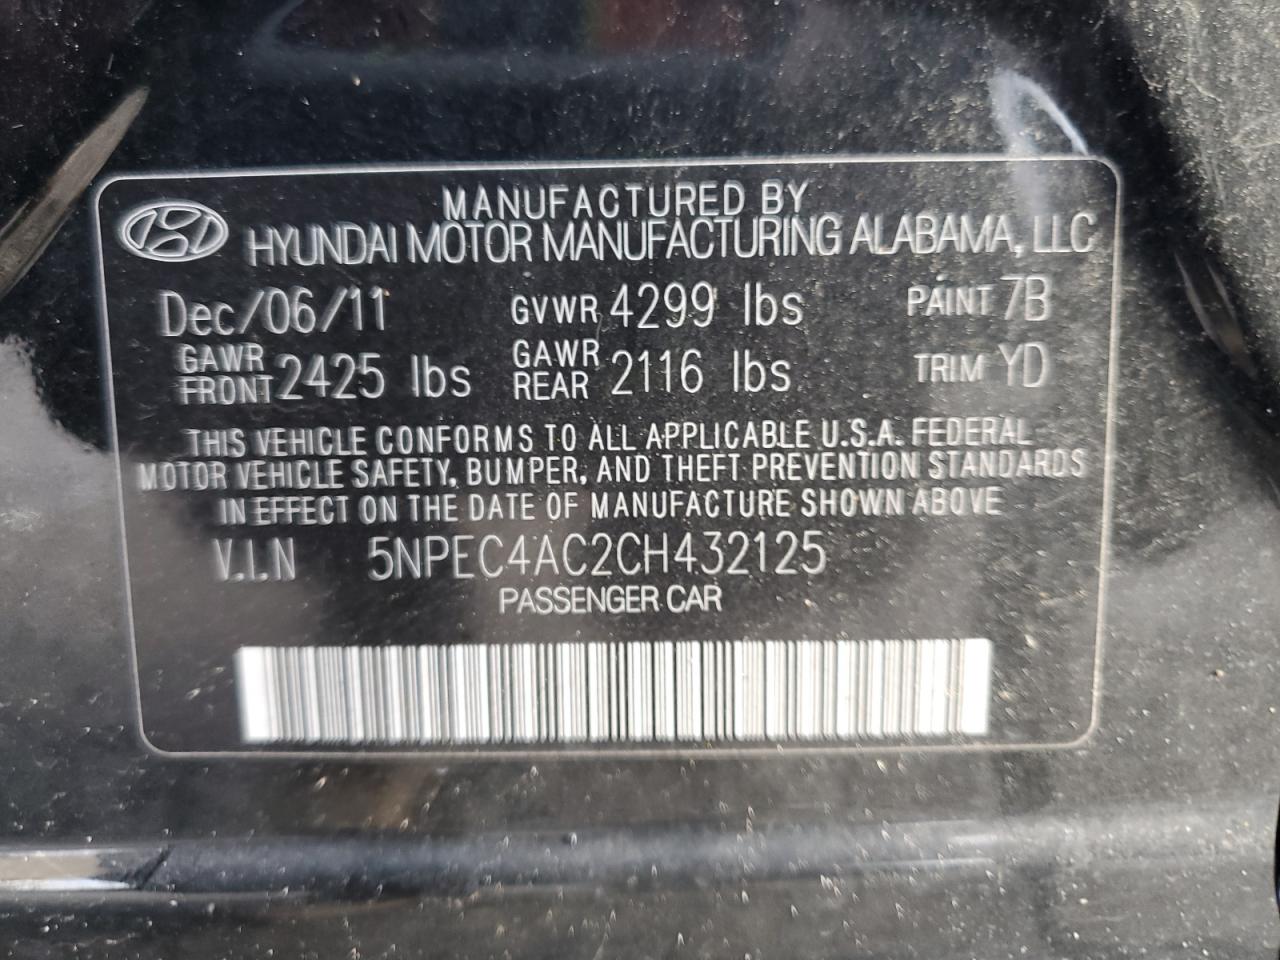 MANUFACTURED BY
HYUNDAI MOTOR MANUFACTURING ALABAMA, LLC
Dec/06/11 GVWR 4299 lbs PAINT 7B
GAWR FRONT 2425 lbs GAWR REAR 2116 lbs TRIM YD
THIS VEHICLE CONFORMS TO ALL APPLICABLE U.S.A. FEDERAL
MOTOR VEHICLE SAFETY, BUMPER, AND THEFT PREVENTION STANDARDS
IN EFFECT ON THE DATE OF MANUFACTURE SHOWN ABOVE
V.I.N 5NPEC4AC2CH432125
PASSENGER CAR